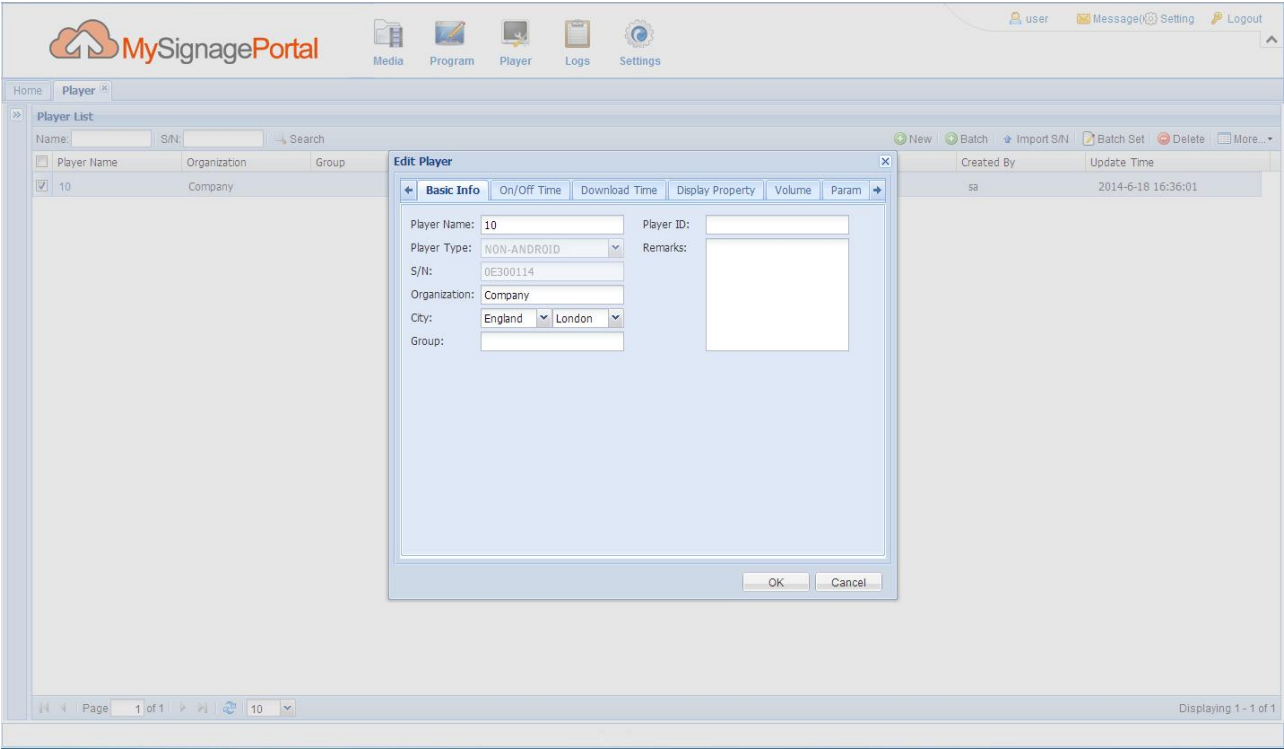 MySignagePortal
Media Program Player Logs Settings
user Message( Setting Logout
Home Player
Player List
Name: S/N: Search New Batch Import S/N Batch Set Delete More...
Player Name Organization Group Created By Update Time
10 Company sa 2014-6-18 16:36:01
Edit Player
Basic Info On/Off Time Download Time Display Property Volume Param
Player Name: 10 Player ID:
Player Type: NON-ANDROID Remarks:
S/N: 0E300114
Organization: Company
City: England London
Group:
OK Cancel
Page 1 of 1 10 Displaying 1 - 1 of 1